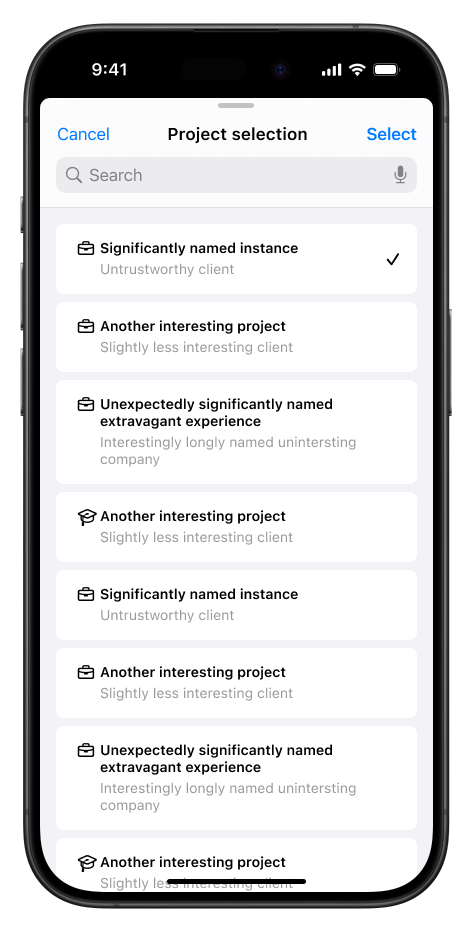 9:41
Cancel
Project selection
Select
Search
Significantly named instance
Untrustworthy client
Another interesting project
Slightly less interesting client
Unexpectedly significantly named
extravagant experience
Interestingly longly named unintersting
company
Another interesting project
Slightly less interesting client
Significantly named instance
Untrustworthy client
Another interesting project
Slightly less interesting client
Unexpectedly significantly named
extravagant experience
Interestingly longly named unintersting
company
Another interesting project
Slightly less interesting client